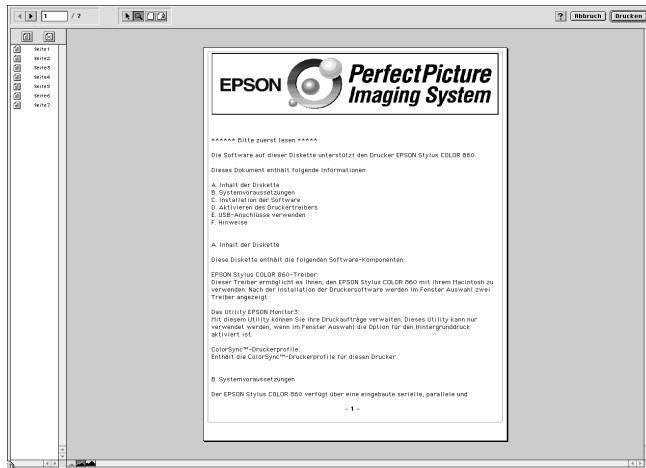 1 / 7
? Abbruch Drucken
Seite1
Seite2
Seite3
Seite4
Seite5
Seite6
Seite7
EPSON PerfectPicture
Imaging System
****** Bitte zuerst lesen *****
Die Software auf dieser Diskette unterstützt den Drucker EPSON Stylus COLOR 860.
Dieses Dokument enthält folgende Informationen:
A. Inhalt der Diskette
B. Systemvoraussetzungen
C. Installation der Software
D. Aktivieren des Druckertreibers
E. USB-Anschlüsse verwenden
F. Hinweise
A. Inhalt der Diskette
Diese Diskette enthält die folgenden Software-Komponenten:
EPSON Stylus COLOR 860-Treiber:
Dieser Treiber ermöglicht es Ihnen, den EPSON Stylus COLOR 860 mit Ihrem Macintosh zu
verwenden. Nach der Installation der Druckersoftware werden im Fenster Auswahl zwei
Treiber angezeigt.
Das Utility EPSON Monitor3:
Mit diesem Utility können Sie Ihre Druckaufträge verwalten. Dieses Utility kann nur
verwendet werden, wenn im Fenster Auswahl die Option für den Hintergrunddruck
aktiviert ist.
ColorSync™-Druckerprofile:
Enthält die ColorSync™-Druckerprofile für diesen Drucker.
B. Systemvoraussetzungen
Der EPSON Stylus COLOR 860 verfügt über eine eingebaute serielle, parallele und
- 1 -